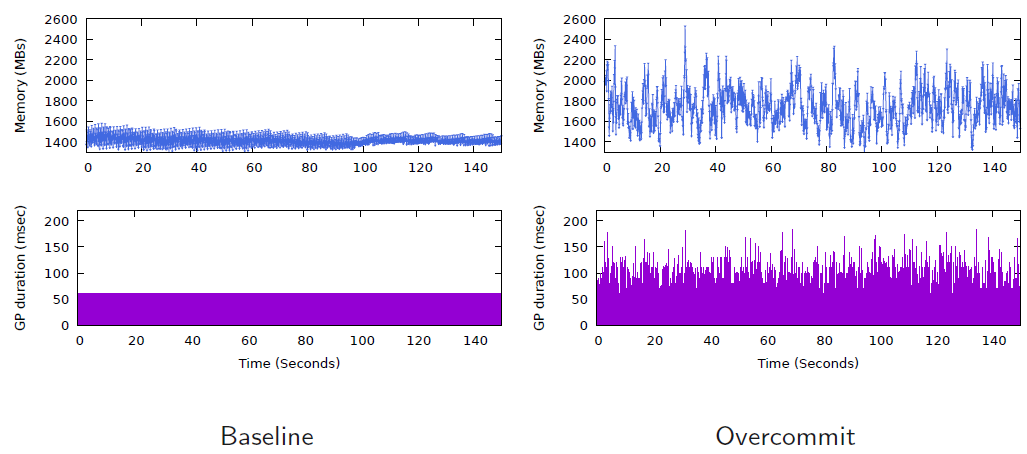 Memory (MBs)
2600
2400
2200
2000
1800
1600
1400
0 20 40 60 80 100 120 140
GP duration (msec)
200
150
100
50
0
0 20 40 60 80 100 120 140
Time (Seconds)
Baseline
Memory (MBs)
2600
2400
2200
2000
1800
1600
1400
0 20 40 60 80 100 120 140
GP duration (msec)
200
150
100
50
0
0 20 40 60 80 100 120 140
Time (Seconds)
Overcommit